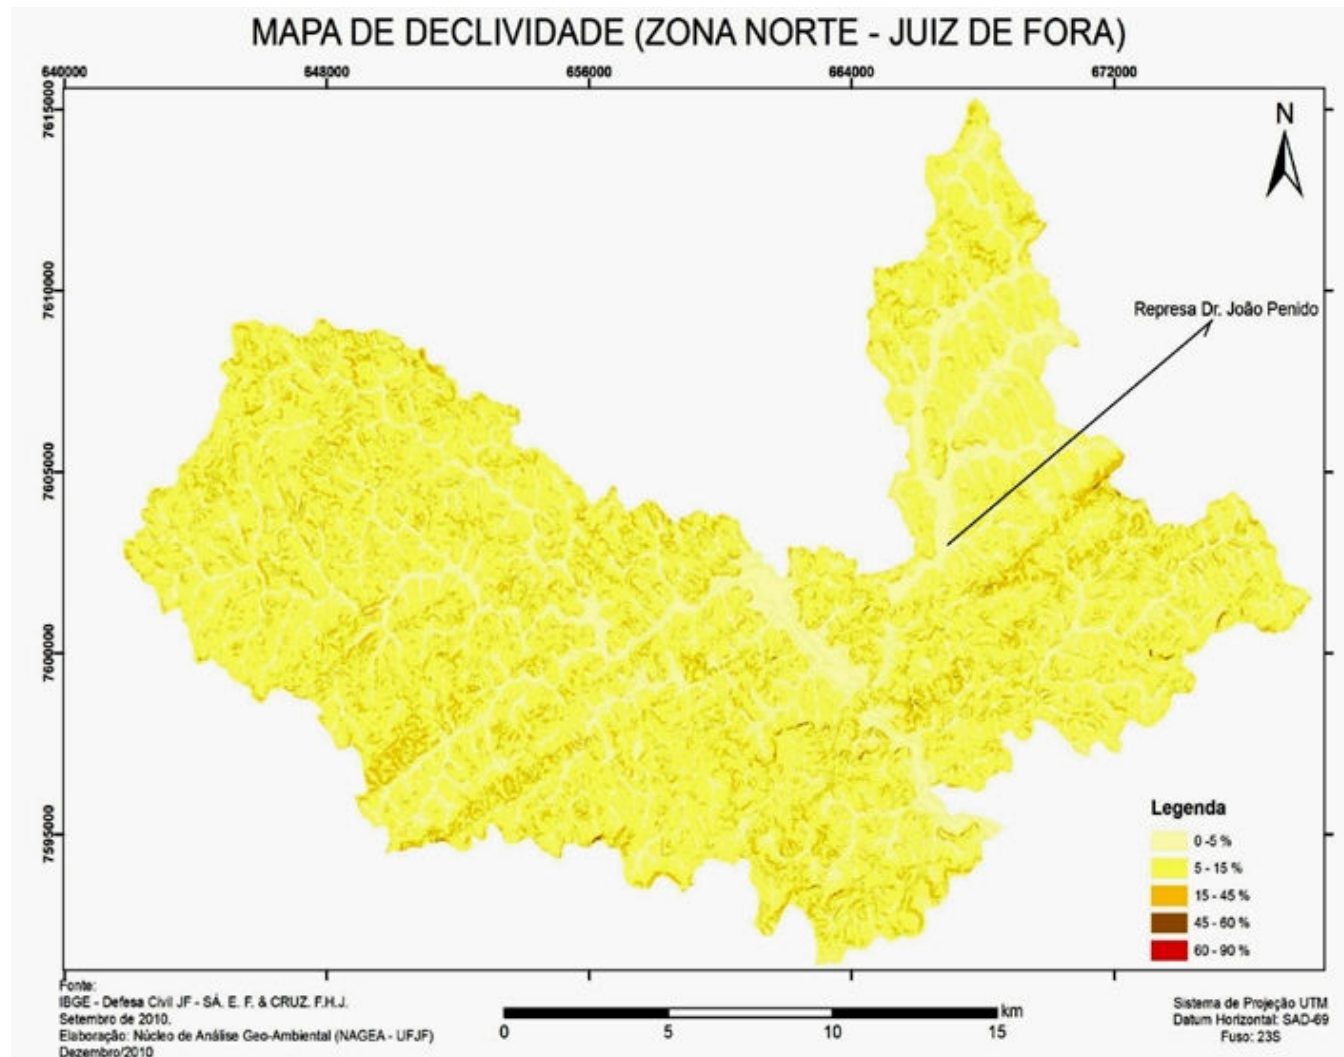 MAPA DE DECLIVIDADE (ZONA NORTE - JUIZ DE FORA)
640000 648000 656000 664000 672000
7615000
7610000
7605000
7600000
7595000
N
Represa Dr. João Penido
Legenda
0 -5 %
5 - 15 %
15 - 45 %
45 - 60 %
60 - 90 %
Fonte:
IBGE - Defesa Civil JF - SÁ. E. F. & CRUZ. F.H.J.
Setembro de 2010.
Elaboração: Núcleo de Análise Geo-Ambiental (NAGEA - UFJF)
Dezembro/2010
km
0 5 10 15
Sistema de Projeção UTM
Datum Horizontal: SAD-69
Fuso: 23S